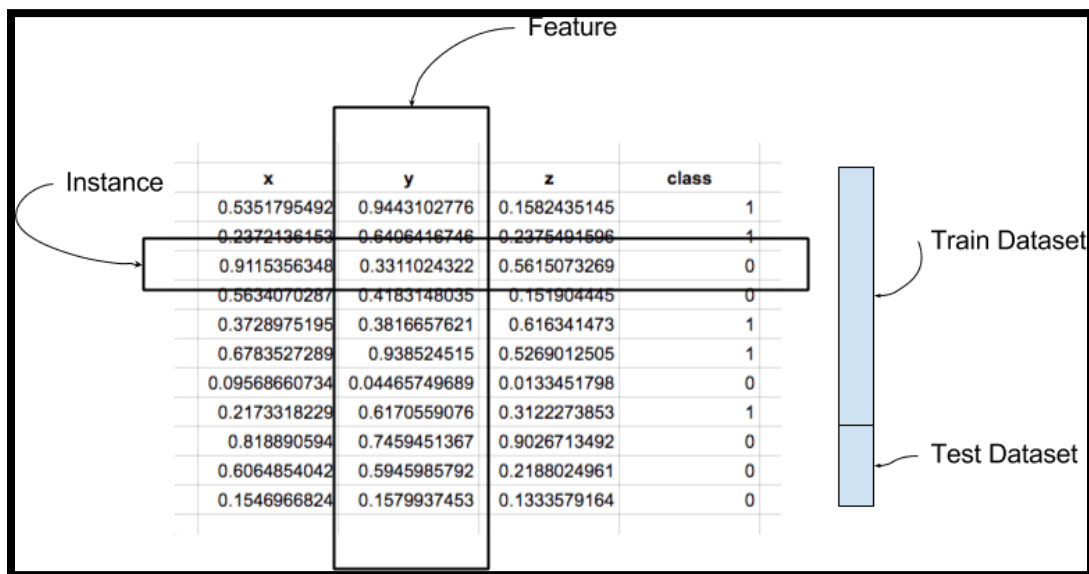 Feature
Instance
x y z class
0.5351795492 0.9443102776 0.1582435145 1
0.2372136153 0.6406416746 0.2375491596 1
0.9115356348 0.3311024322 0.5615073269 0
0.5634070287 0.4183148035 0.151904445 0
0.3728975195 0.3816657621 0.616341473 1
0.6783527289 0.938524515 0.5269012505 1
0.09568660734 0.04465749689 0.0133451798 0
0.2173318229 0.6170559076 0.3122273853 1
0.818890594 0.7459451367 0.9026713492 0
0.6064854042 0.5945985792 0.2188024961 0
0.1546966824 0.1579937453 0.1333579164 0
Train Dataset
Test Dataset